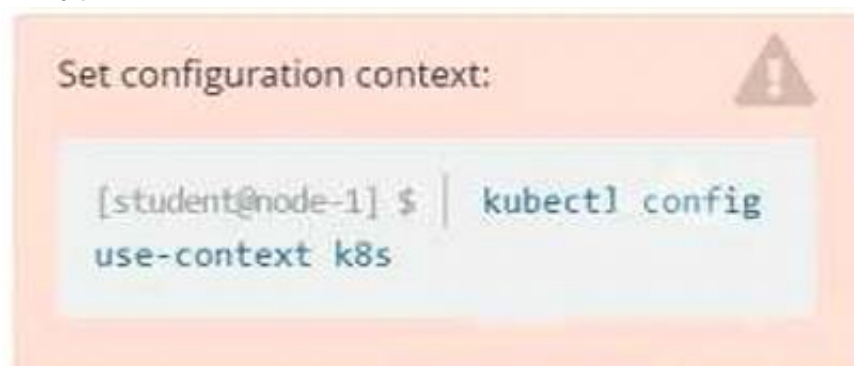 Set configuration context:
[student@node-1] $ | kubectl config
use-context k8s